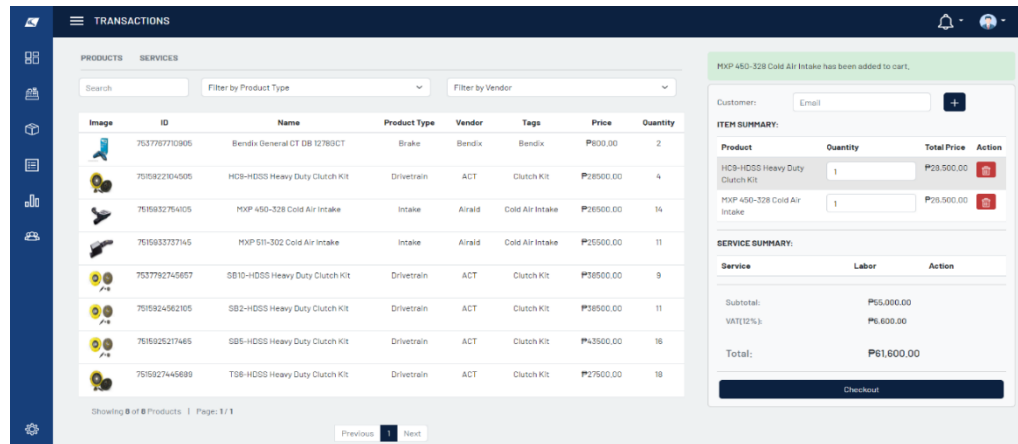 TRANSACTIONS
PRODUCTS SERVICES
Search Filter by Product Type Filter by Vendor
Image ID Name Product Type Vendor Tags Price Quantity
7537767710905 Bendix General CT DB 1278GCT Brake Bendix Bendix ₱800.00 2
7515922104505 HC9-HDSS Heavy Duty Clutch Kit Drivetrain ACT Clutch Kit ₱28500.00 4
7515932754105 MXP 450-328 Cold Air Intake Intake Airaid Cold Air Intake ₱26500.00 14
7515933737145 MXP 511-302 Cold Air Intake Intake Airaid Cold Air Intake ₱25500.00 11
7537792745657 SB10-HDSS Heavy Duty Clutch Kit Drivetrain ACT Clutch Kit ₱36500.00 9
7515924562105 SB2-HDSS Heavy Duty Clutch Kit Drivetrain ACT Clutch Kit ₱38500.00 11
7515925217465 SB5-HDSS Heavy Duty Clutch Kit Drivetrain ACT Clutch Kit ₱43500.00 16
7515927445689 TS6-HDSS Heavy Duty Clutch Kit Drivetrain ACT Clutch Kit ₱27500.00 18
Showing 8 of 8 Products | Page: 1 / 1
Previous 1 Next
MXP 450-328 Cold Air Intake has been added to cart.
Customer: Email +
ITEM SUMMARY:
Product Quantity Total Price Action
HC9-HDSS Heavy Duty Clutch Kit 1 ₱28,500.00
MXP 450-328 Cold Air Intake 1 ₱26,500.00
SERVICE SUMMARY:
Service Labor Action
Subtotal: ₱55,000.00
VAT(12%): ₱6,600.00
Total: ₱61,600.00
Checkout